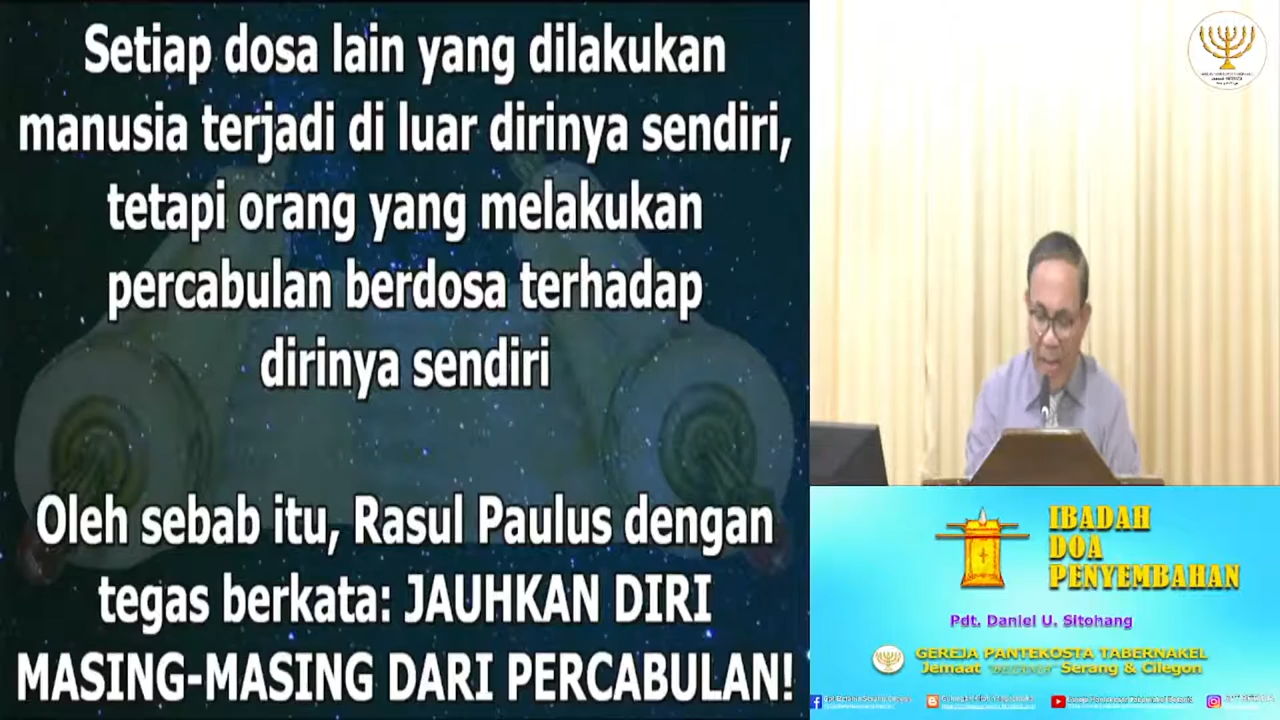 Setiap dosa lain yang dilakukan
manusia terjadi di luar dirinya sendiri,
tetapi orang yang melakukan
percabulan berdosa terhadap
dirinya sendiri
Oleh sebab itu, Rasul Paulus dengan
tegas berkata: JAUHKAN DIRI
MASING-MASING DARI PERCABULAN!
IBADAH
DOA
PENYEMBAHAN
Pdt. Daniel U. Sitohang
GEREJA PANTEKOSTA TABERNAKEL
Jemaat "BETANIA" Serang & Cilegon